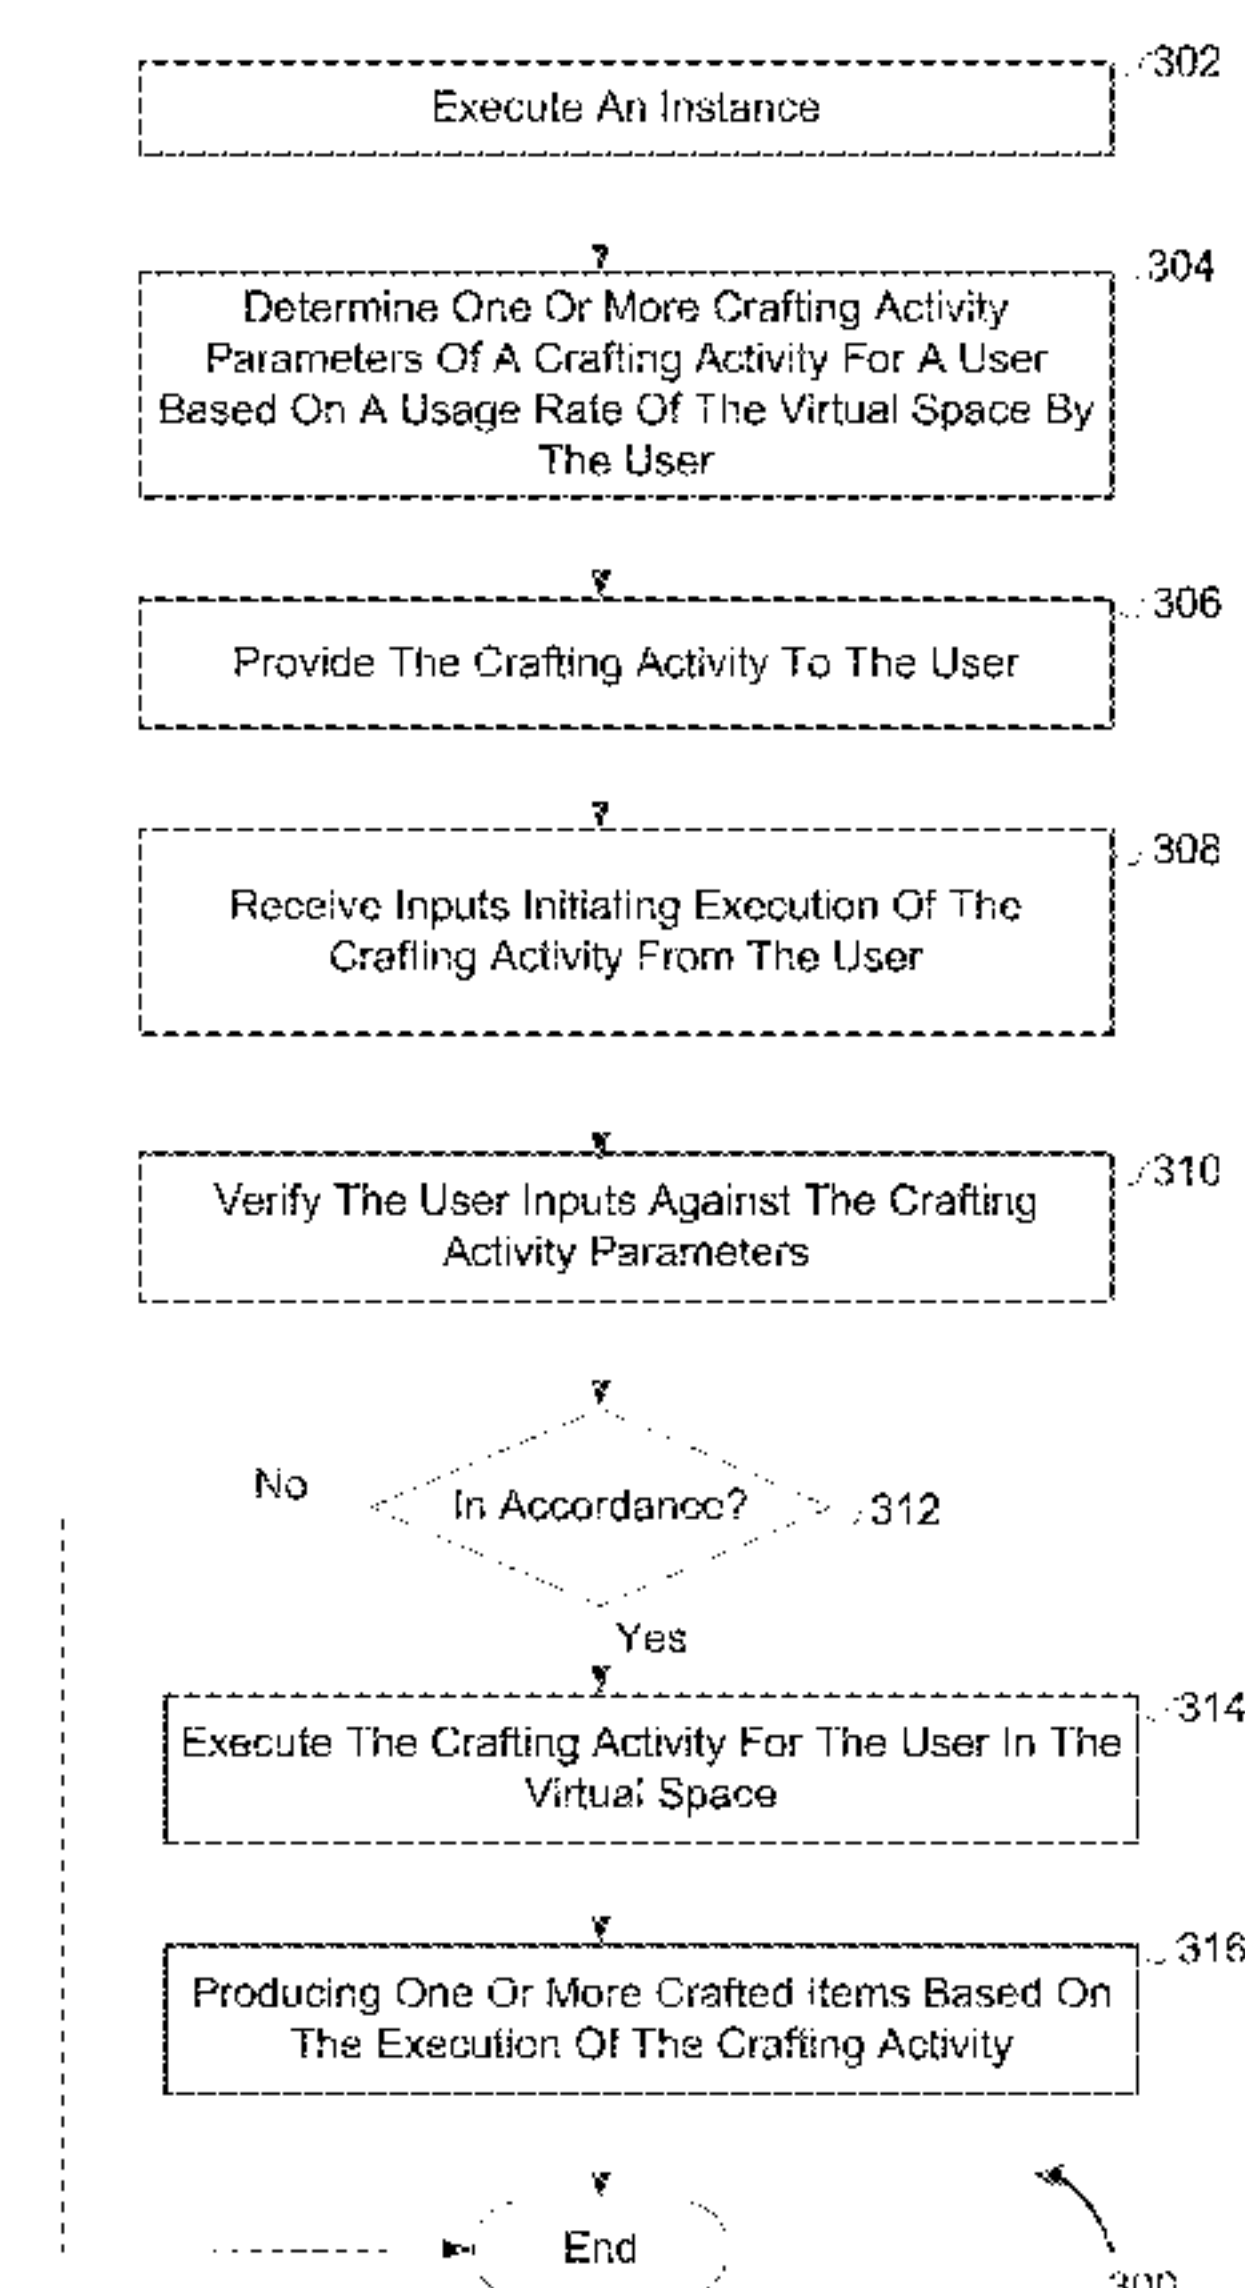 302
Execute An Instance
304
Determine One Or More Crafting Activity
Parameters Of A Crafting Activity For A User
Based On A Usage Rate Of The Virtual Space By
The User
306
Provide The Crafting Activity To The User
308
Receive Inputs Initiating Execution Of The
Crafting Activity From The User
310
Verify The User Inputs Against The Crafting
Activity Parameters
No
In Accordance?
312
Yes
314
Execute The Crafting Activity For The User In The
Virtual Space
316
Producing One Or More Crafted Items Based On
The Execution Of The Crafting Activity
End
300